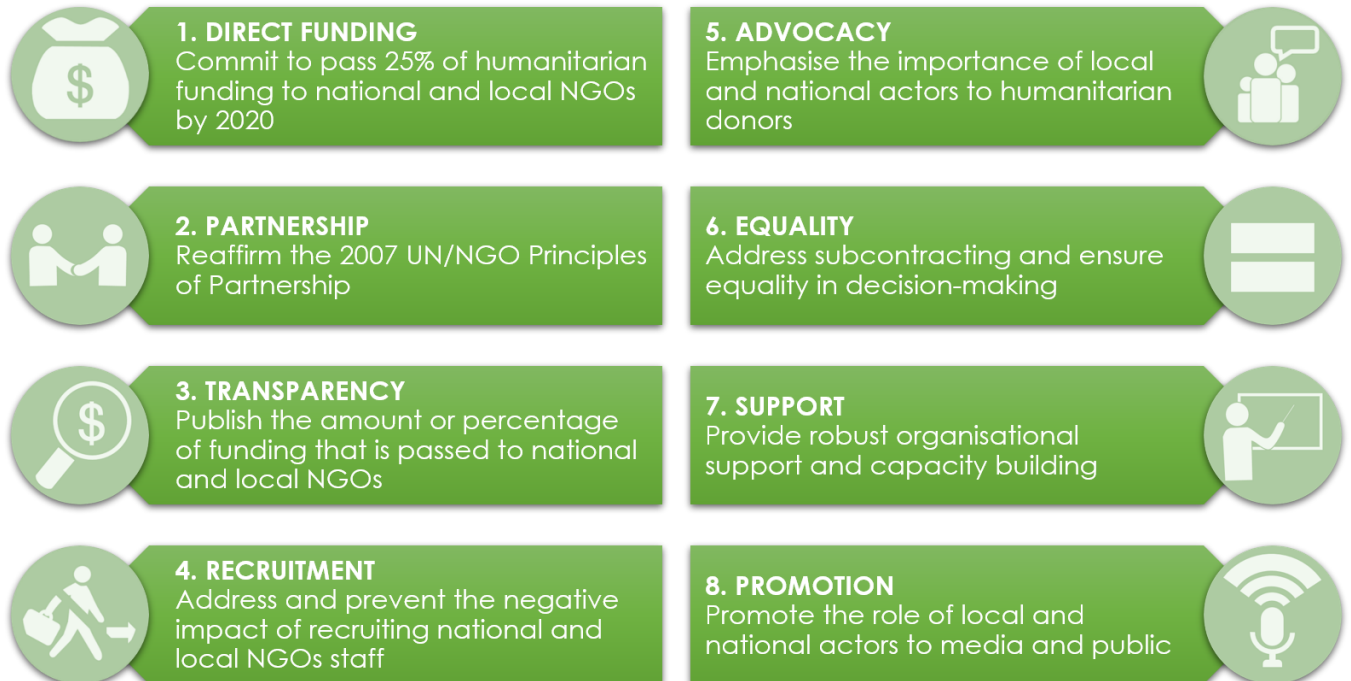 1. DIRECT FUNDING
Commit to pass 25% of humanitarian
funding to national and local NGOs
by 2020
2. PARTNERSHIP
Reaffirm the 2007 UN/NGO Principles
of Partnership
3. TRANSPARENCY
Publish the amount or percentage
of funding that is passed to national
and local NGOs
4. RECRUITMENT
Address and prevent the negative
impact of recruiting national and
local NGOs staff
5. ADVOCACY
Emphasise the importance of local
and national actors to humanitarian
donors
6. EQUALITY
Address subcontracting and ensure
equality in decision-making
7. SUPPORT
Provide robust organisational
support and capacity building
8. PROMOTION
Promote the role of local and
national actors to media and public